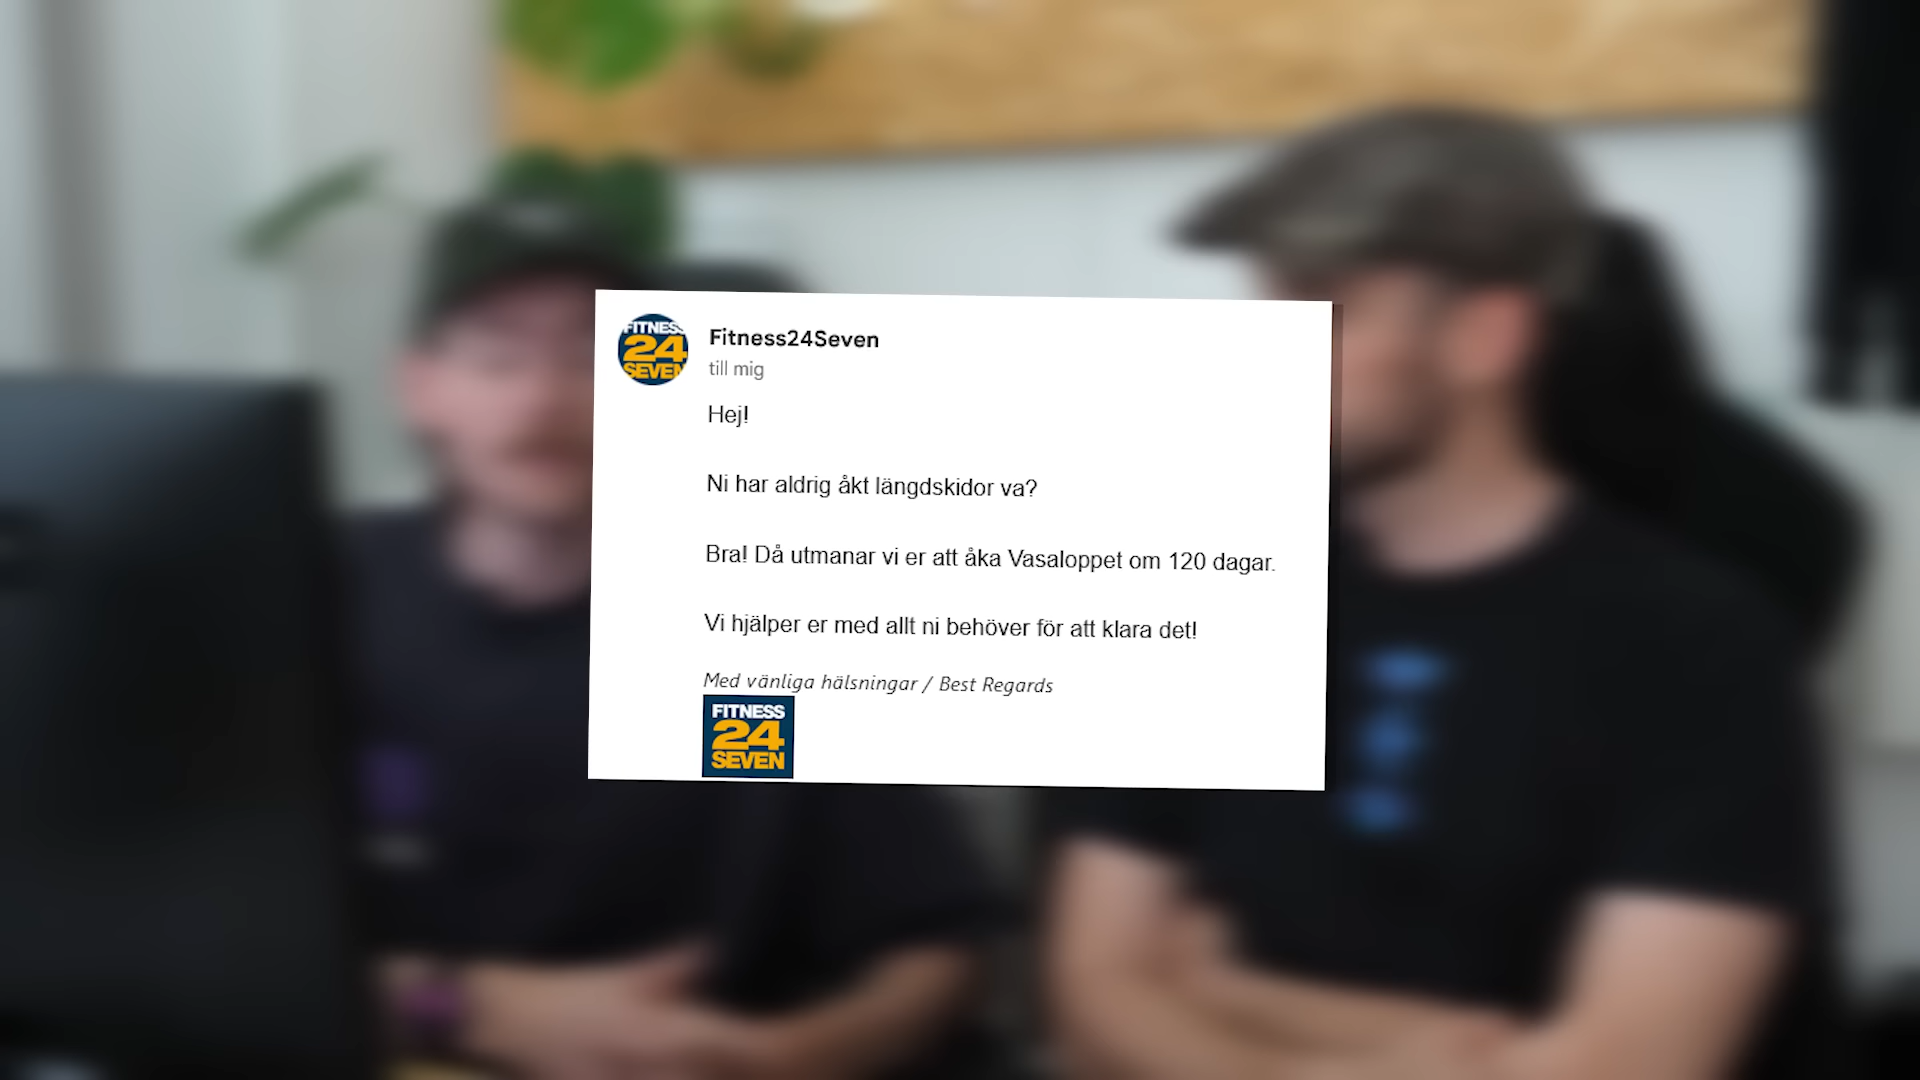 FITNESS
24
SEVEN
Fitness24Seven
till mig
Hej!
Ni har aldrig åkt längdskidor va?
Bra! Då utmanar vi er att åka Vasaloppet om 120 dagar.
Vi hjälper er med allt ni behöver för att klara det!
Med vänliga hälsningar / Best Regards
FITNESS
24
SEVEN